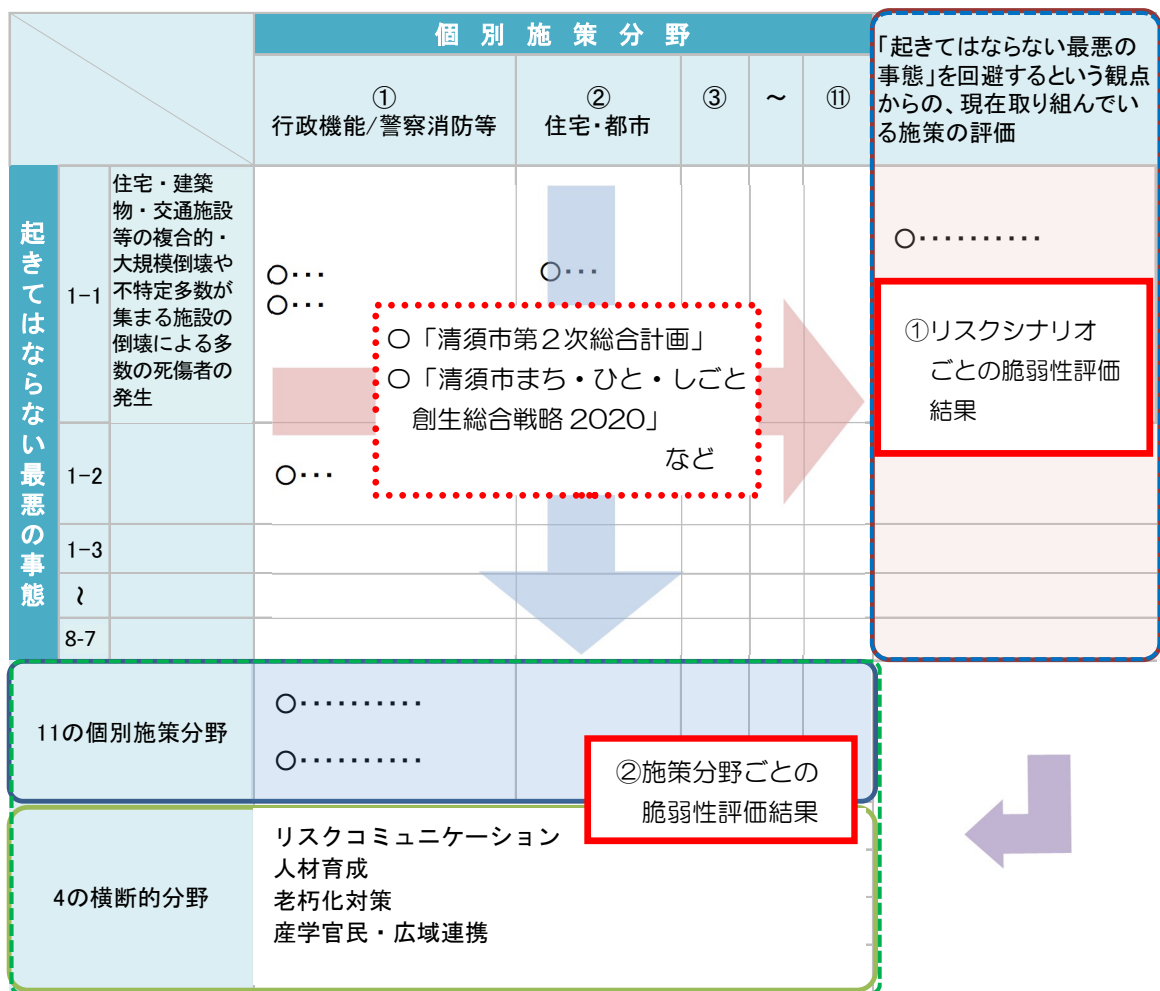 個別施策分野
「起きてはならない最悪の
事態」を回避するという観点
からの、現在取り組んでい
る施策の評価
①
行政機能/警察消防等
②
住宅・都市
③
~
⑪
起きてはならない最悪の事態
1-1
住宅・建築
物・交通施設
等の複合的・
大規模倒壊や
不特定多数が
集まる施設の
倒壊による多
数の死傷者の
発生
〇・・・
〇・・・
〇・・・
〇・・・・・・・・・・
〇「清須市第2次総合計画」
〇「清須市まち・ひと・しごと
創生総合戦略 2020」
など
①リスクシナリオ
ごとの脆弱性評価
結果
1-2
〇・・・
1-3
~
8-7
11の個別施策分野
〇・・・・・・・・・・
〇・・・・・・・・・・
②施策分野ごとの
脆弱性評価結果
4の横断的分野
リスクコミュニケーション
人材育成
老朽化対策
産学官民・広域連携